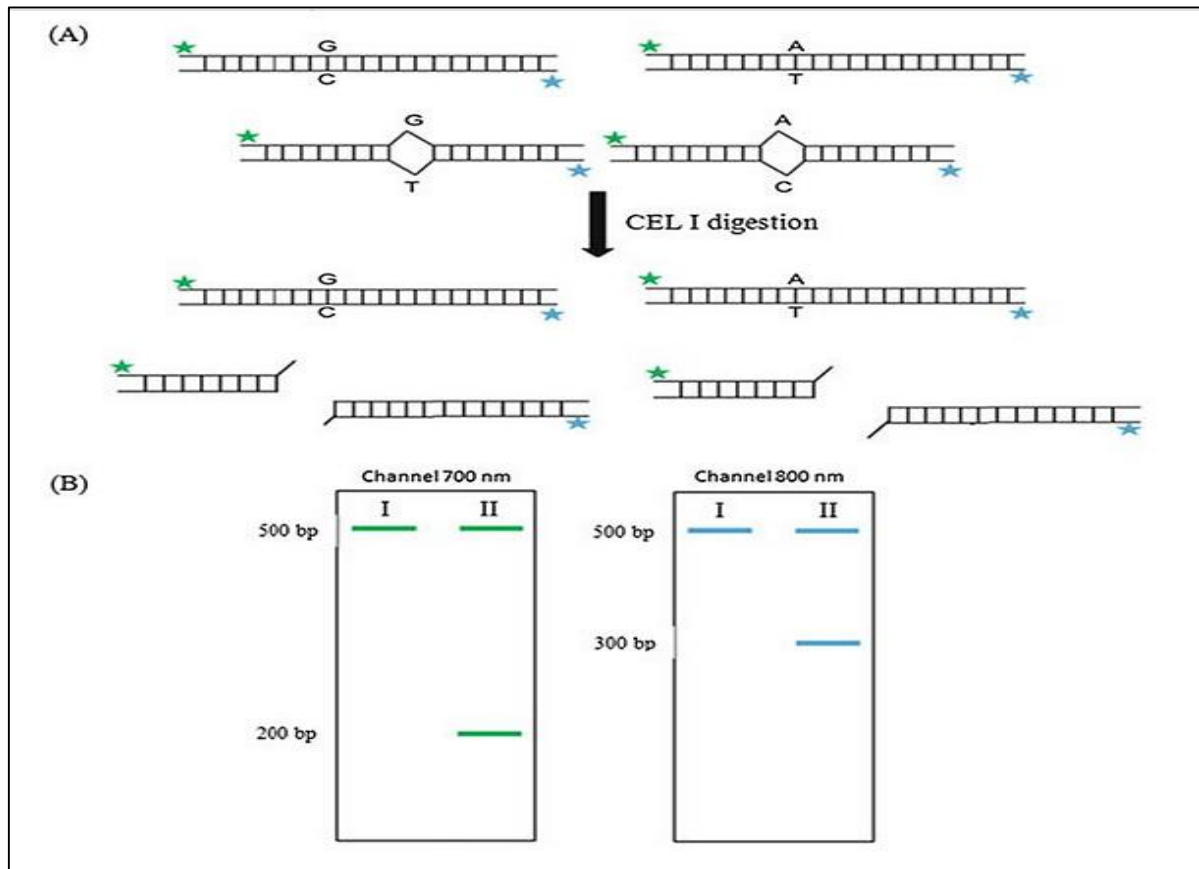 (A)
G A
C T
G A
T C
CEL I digestion
G A
C T
(B)
Channel 700 nm Channel 800 nm
I II I II
500 bp 500 bp
300 bp
200 bp